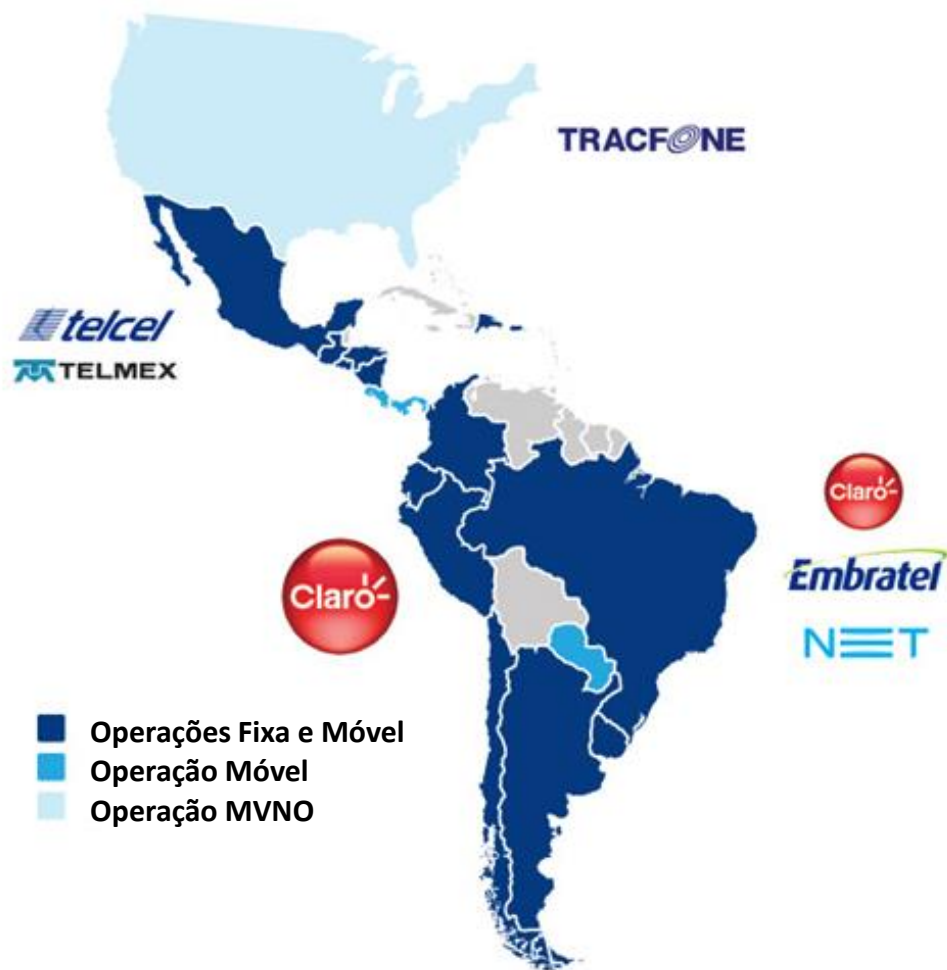 TRACFONE
telcel
TELMEX
Claro
Claro
Embratel
NET
Operações Fixa e Móvel
Operação Móvel
Operação MVNO